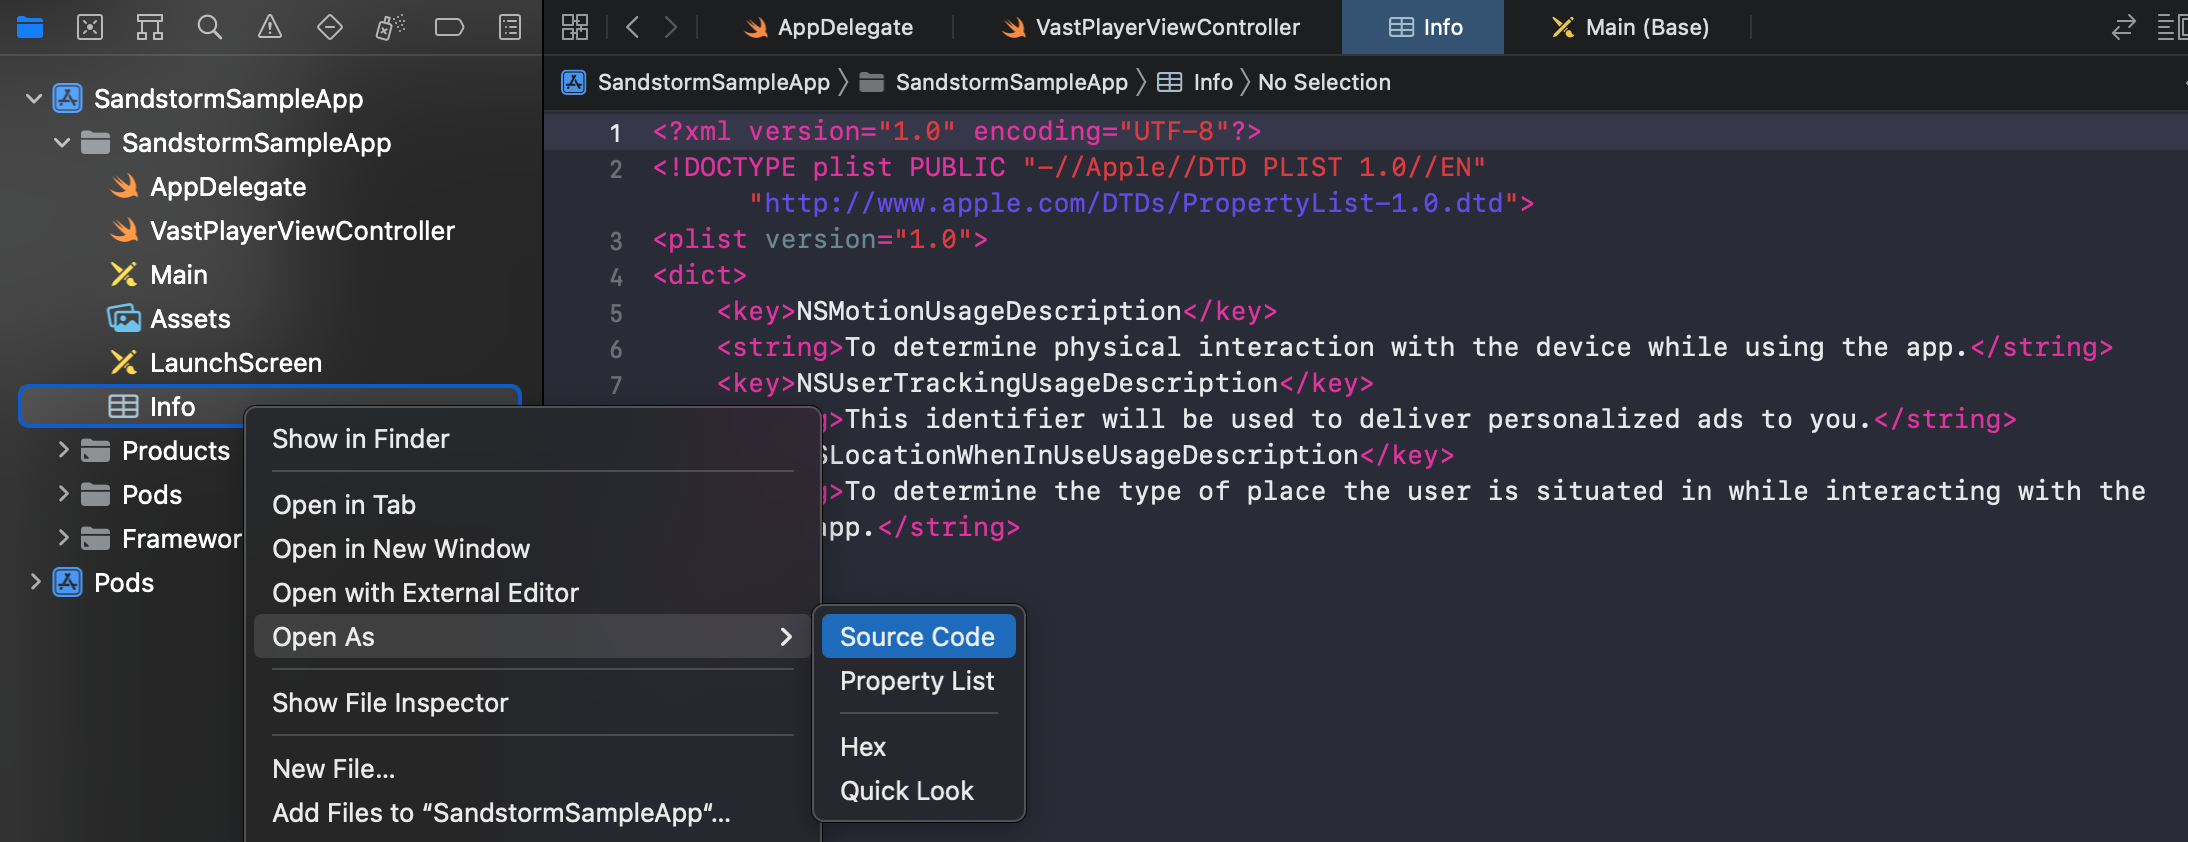 AppDelegate
VastPlayerViewController
Info
Main (Base)
SandstormSampleApp
SandstormSampleApp
Info
No Selection
SandstormSampleApp
SandstormSampleApp
AppDelegate
VastPlayerViewController
Main
Assets
LaunchScreen
Info
Products
Pods
Framewor
Pods
1 <?xml version="1.0" encoding="UTF-8"?>
2 <!DOCTYPE plist PUBLIC "-//Apple//DTD PLIST 1.0//EN"
"http://www.apple.com/DTDs/PropertyList-1.0.dtd">
3 <plist version="1.0">
4 <dict>
5 <key>NSMotionUsageDescription</key>
6 <string>To determine physical interaction with the device while using the app.</string>
7 <key>NSUserTrackingUsageDescription</key>
g>This identifier will be used to deliver personalized ads to you.</string>
SLocationWhenInUseUsageDescription</key>
g>To determine the type of place the user is situated in while interacting with the
app.</string>
Show in Finder
Open in Tab
Open in New Window
Open with External Editor
Open As
Show File Inspector
New File...
Add Files to “SandstormSampleApp“...
Source Code
Property List
Hex
Quick Look